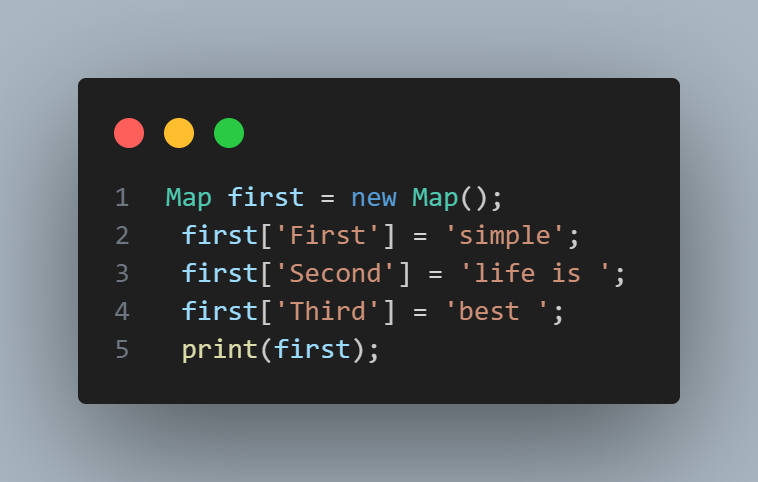 1 Map first = new Map();
2 first['First'] = 'simple';
3 first['Second'] = 'life is ';
4 first['Third'] = 'best ';
5 print(first);